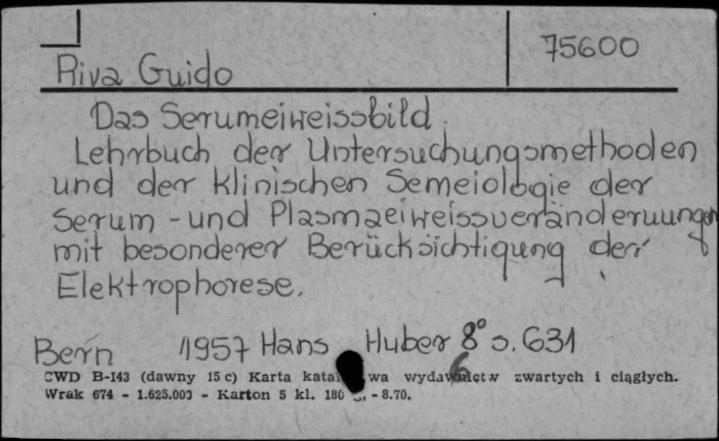 75600
Riva Guido
Das Serumeiweissbild.
Lehrbuch der Untersuchungsmethoden
und der klinischen Semeiologie der
Serum - und Plasmaeiweissveränderuungen
mit besonderer Berücksichtigung der
Elektrophorese.
Bern 1957 Hans Huber 8° s. 631
6
CWD B-143 (dawny 15 c) Karta wydawnictw zwartych i ciągłych.
Wrak 674 - 1.625.000 - Karton 5 kl. 180 - 8.70.